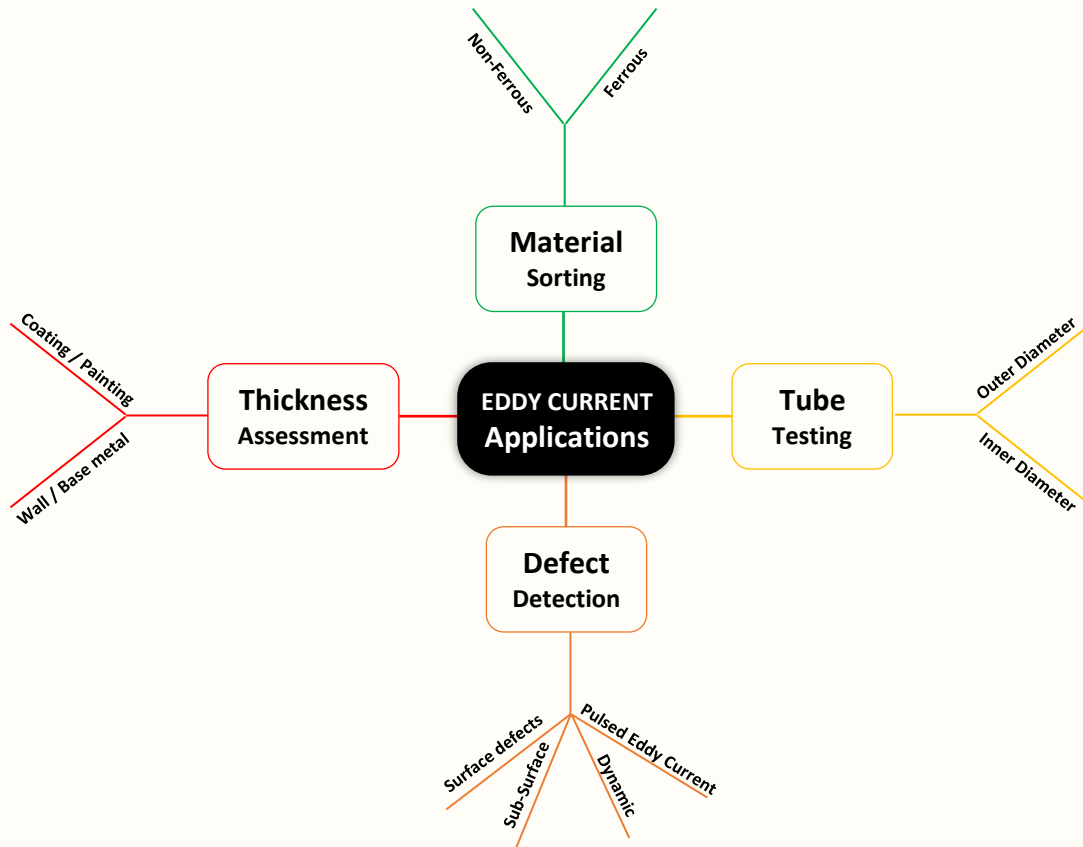 Non-Ferrous
Ferrous
Material
Sorting
Coating / Painting
Wall / Base metal
Thickness
Assessment
EDDY CURRENT
Applications
Tube
Testing
Outer Diameter
Inner Diameter
Defect
Detection
Surface defects
Sub-Surface
Dynamic
Pulsed Eddy Current